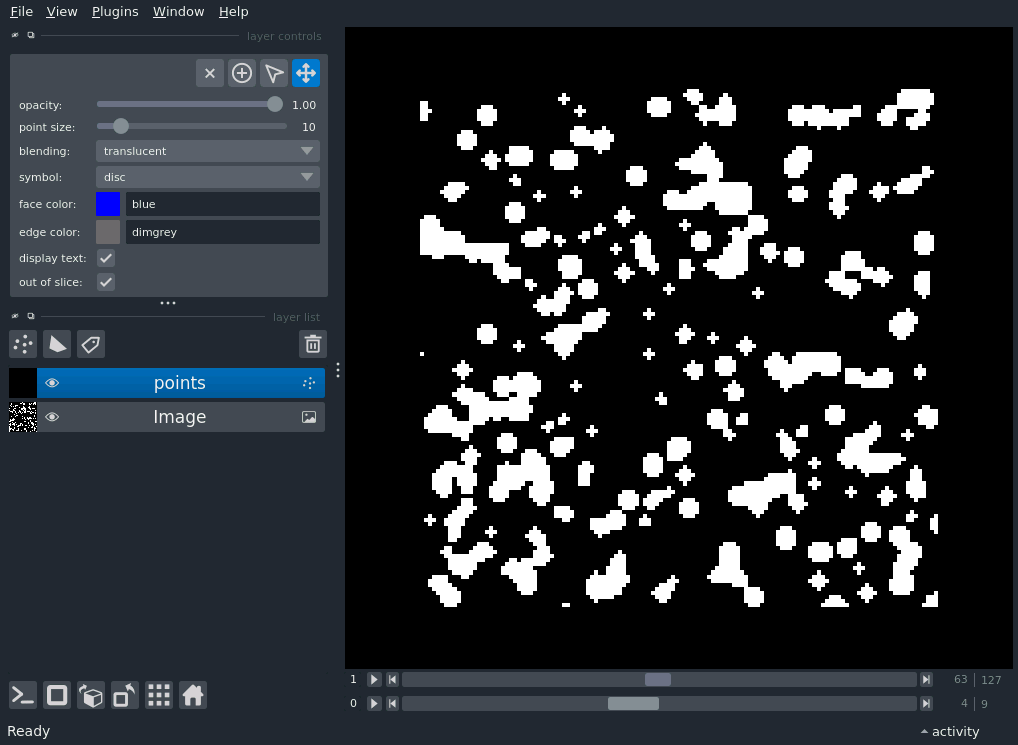 File View Plugins Window Help
layer controls
opacity: 1.00
point size: 10
blending: translucent
symbol: disc
face color: blue
edge color: dimgrey
display text:
out of slice:
layer list
points
Image
1 63 127
0 4 9
Ready activity